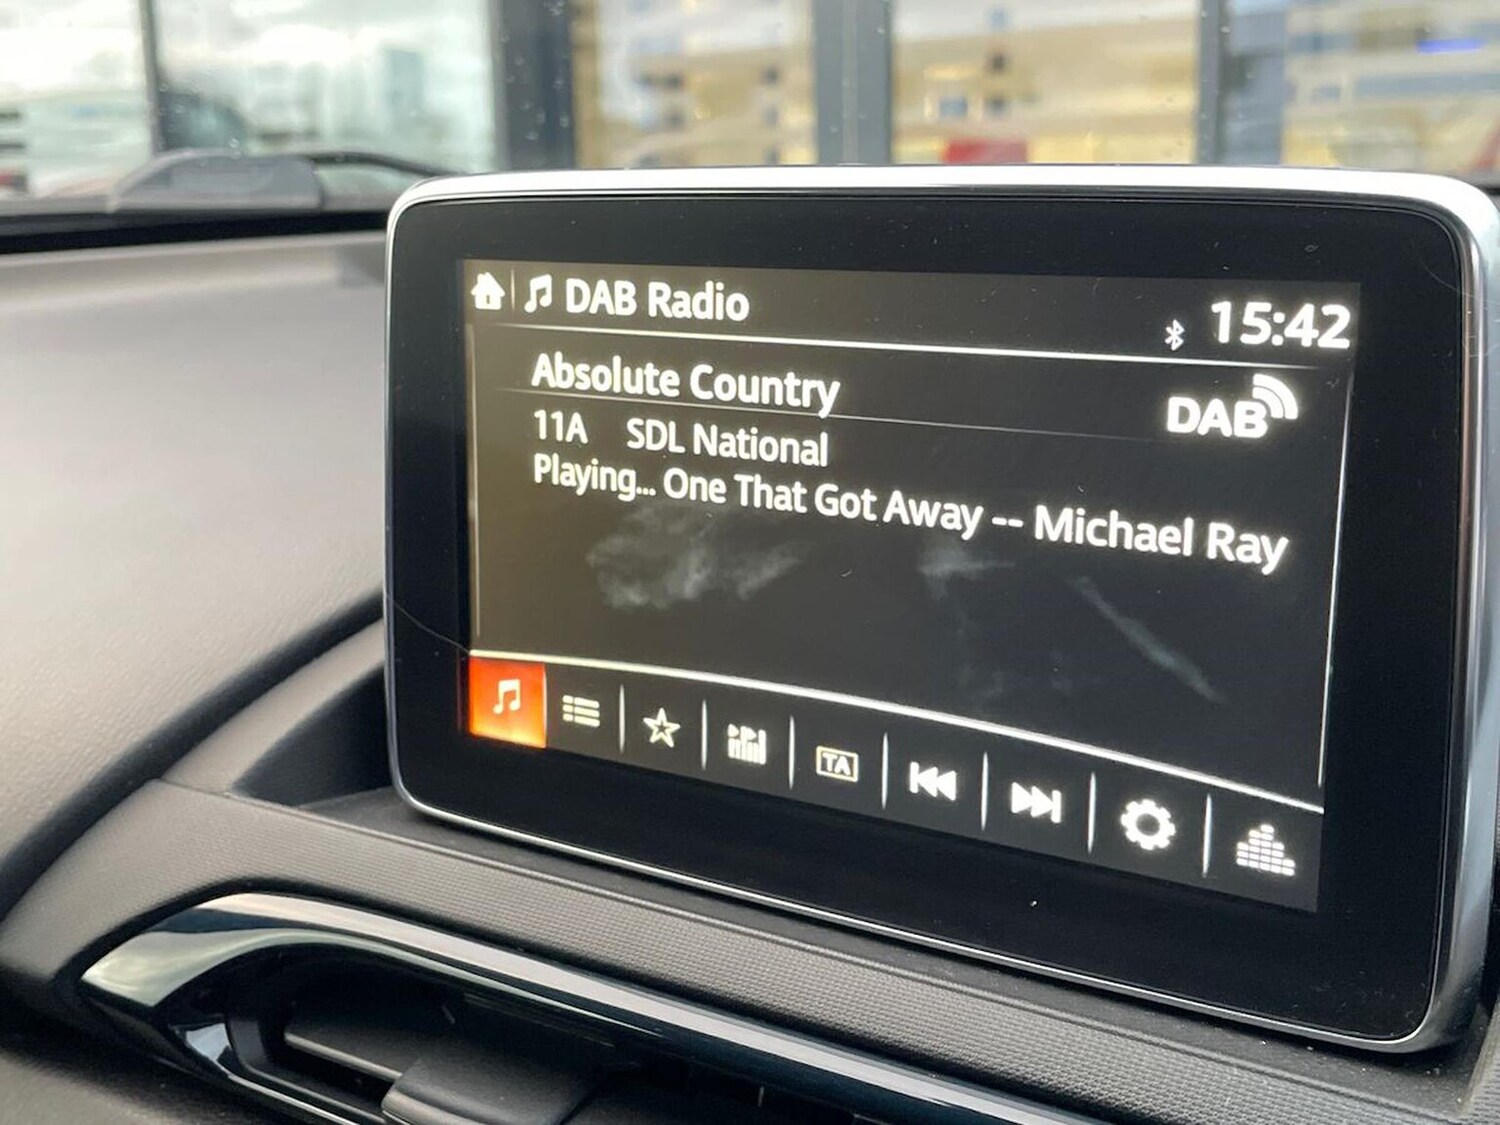 DAB Radio
15:42
Absolute Country
DAB
11A SDL National
Playing... One That Got Away -- Michael Ray
TA